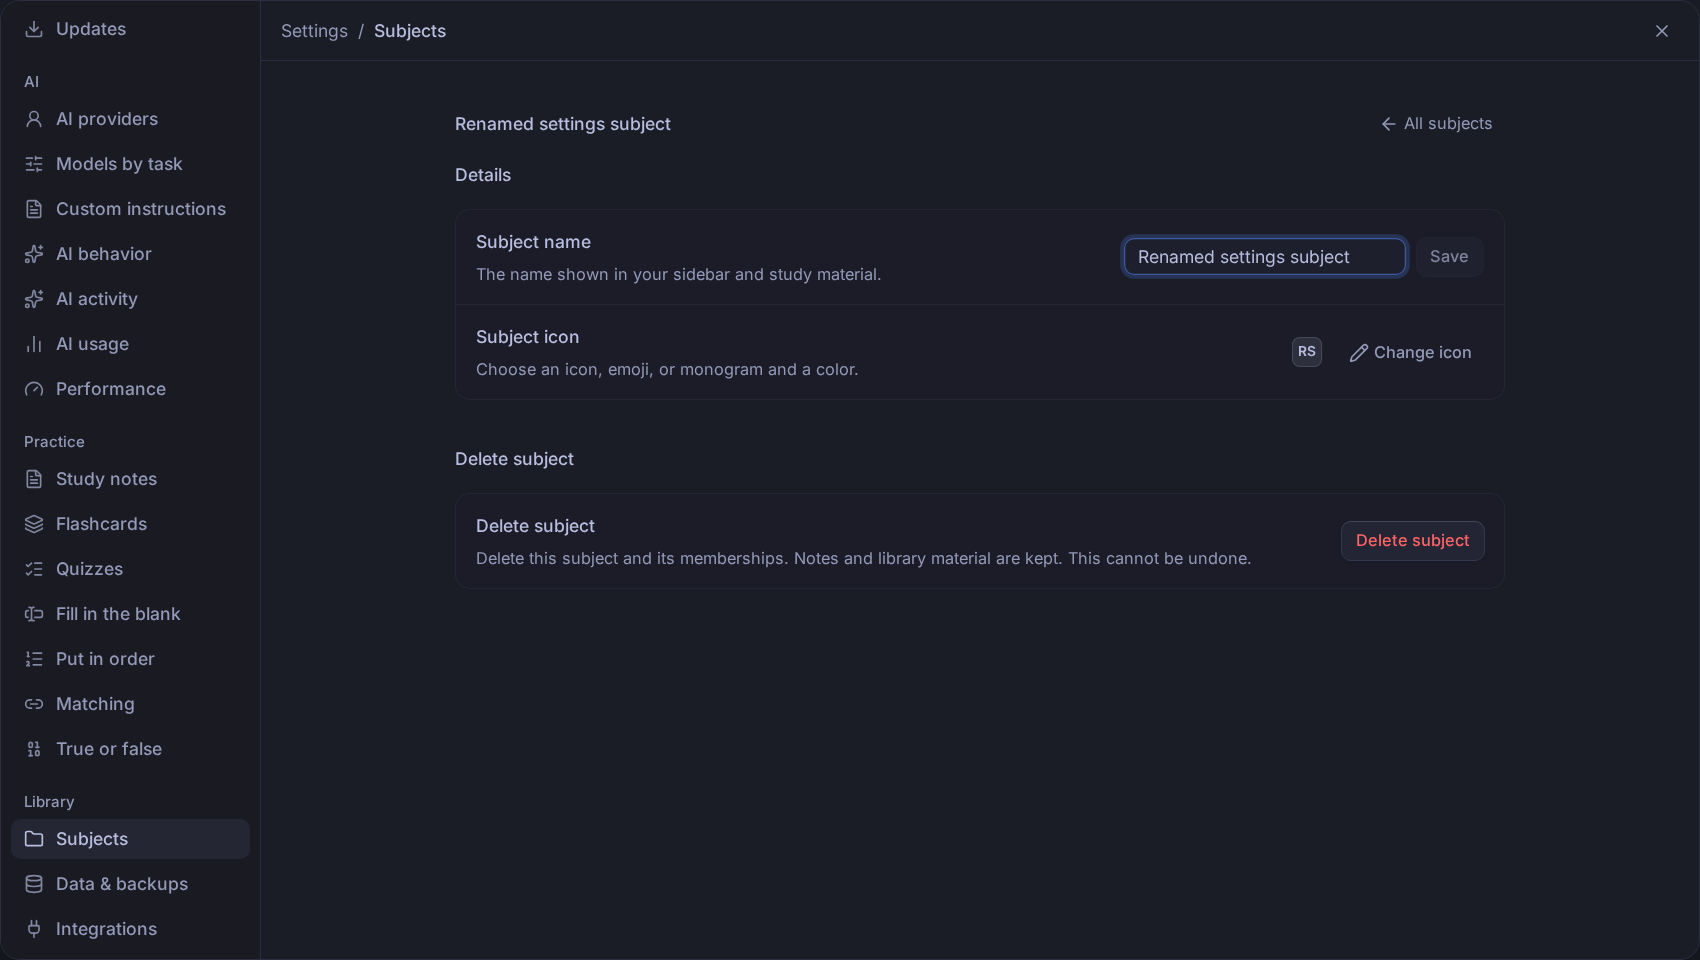 Updates
AI
AI providers
Models by task
Custom instructions
AI behavior
AI activity
AI usage
Performance
Practice
Study notes
Flashcards
Quizzes
Fill in the blank
Put in order
Matching
True or false
Library
Subjects
Data & backups
Integrations
Settings / Subjects
Renamed settings subject
All subjects
Details
Subject name
The name shown in your sidebar and study material.
Renamed settings subject
Save
Subject icon
Choose an icon, emoji, or monogram and a color.
RS
Change icon
Delete subject
Delete subject
Delete this subject and its memberships. Notes and library material are kept. This cannot be undone.
Delete subject